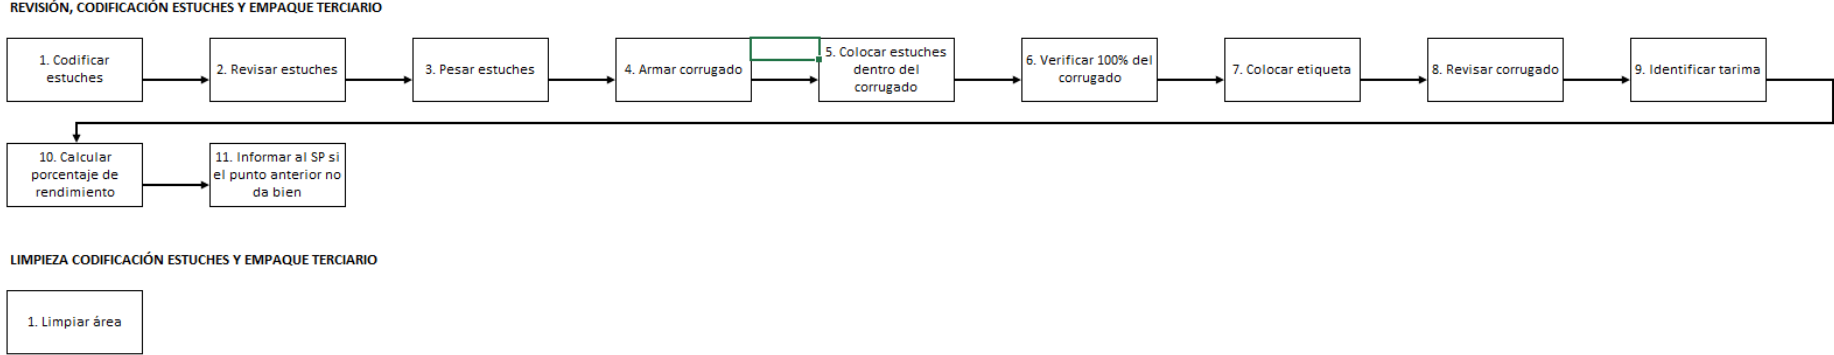 REVISIÓN, CODIFICACIÓN ESTUCHES Y EMPAQUE TERCIARIO
1. Codificar
estuches
2. Revisar estuches
3. Pesar estuches
4. Armar corrugado
5. Colocar estuches
dentro del
corrugado
6. Verificar 100% del
corrugado
7. Colocar etiqueta
8. Revisar corrugado
9. Identificar tarima
10. Calcular
porcentaje de
rendimiento
11. Informar al SP si
el punto anterior no
da bien
LIMPIEZA CODIFICACIÓN ESTUCHES Y EMPAQUE TERCIARIO
1. Limpiar área